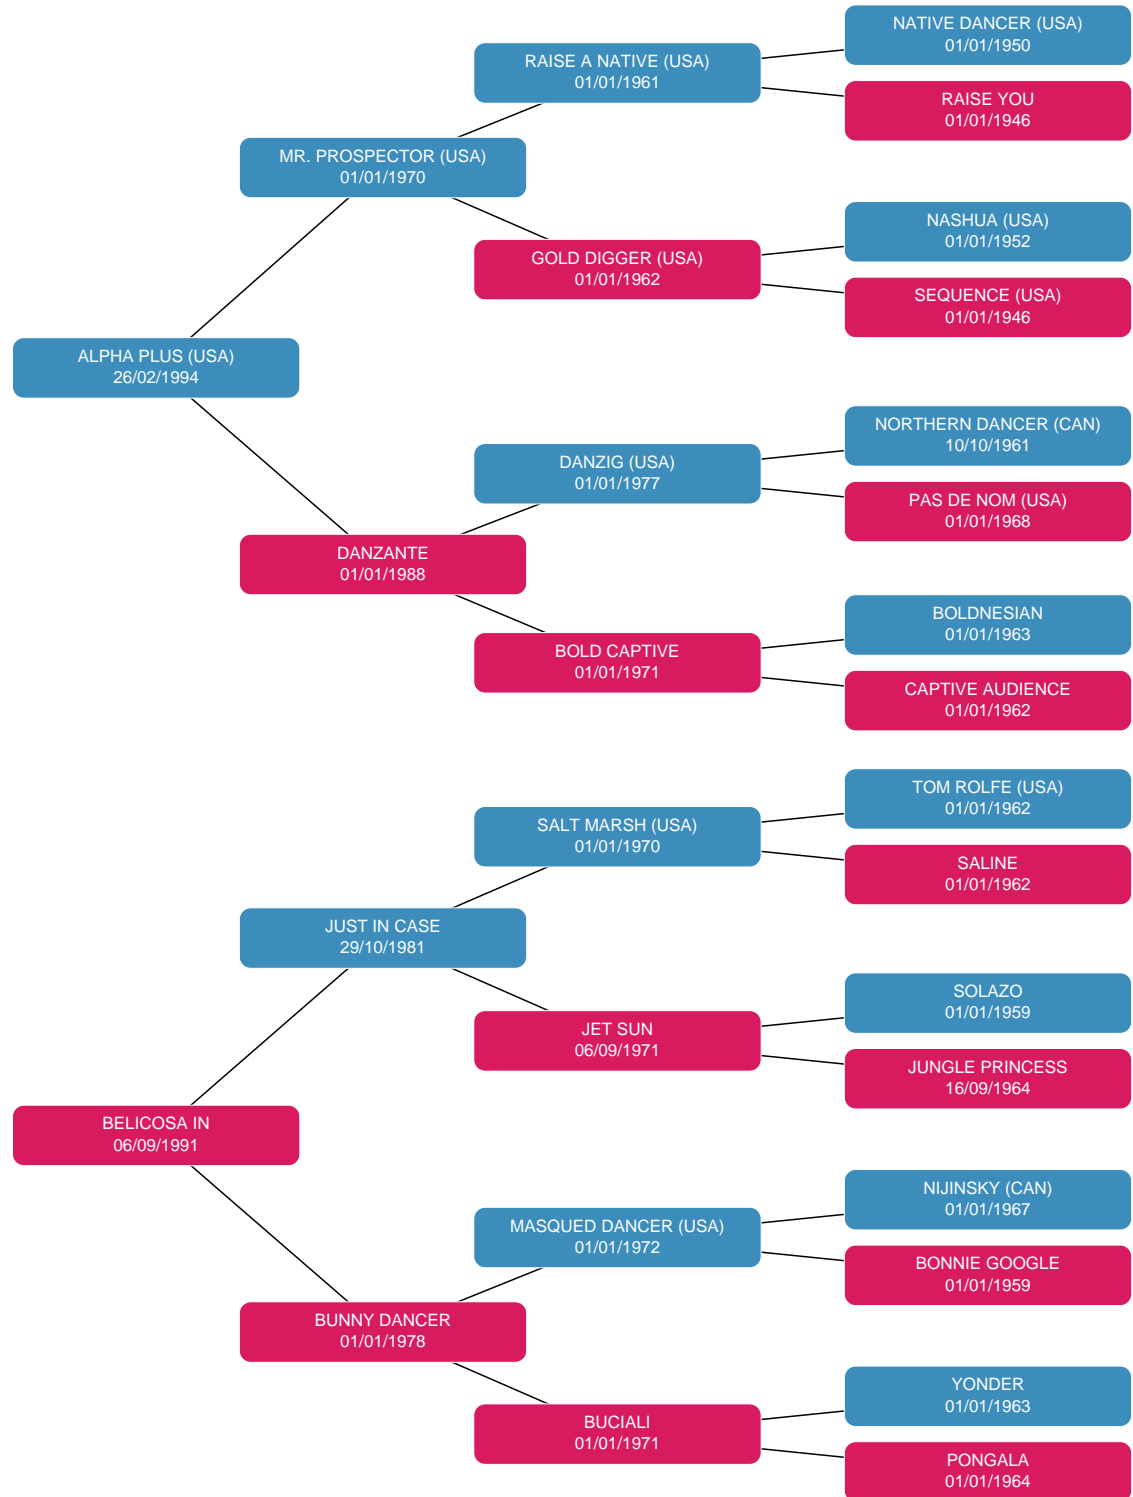 NATIVE DANCER (USA)
01/01/1950
RAISE A NATIVE (USA)
01/01/1961
RAISE YOU
01/01/1946
MR. PROSPECTOR (USA)
01/01/1970
NASHUA (USA)
01/01/1952
GOLD DIGGER (USA)
01/01/1962
SEQUENCE (USA)
01/01/1946
ALPHA PLUS (USA)
26/02/1994
NORTHERN DANCER (CAN)
10/10/1961
DANZIG (USA)
01/01/1977
PAS DE NOM (USA)
01/01/1968
DANZANTE
01/01/1988
BOLDNESIAN
01/01/1963
BOLD CAPTIVE
01/01/1971
CAPTIVE AUDIENCE
01/01/1962
TOM ROLFE (USA)
01/01/1962
SALT MARSH (USA)
01/01/1970
SALINE
01/01/1962
JUST IN CASE
29/10/1981
SOLAZO
01/01/1959
JET SUN
06/09/1971
JUNGLE PRINCESS
16/09/1964
BELICOSA IN
06/09/1991
NIJINSKY (CAN)
01/01/1967
MASQUED DANCER (USA)
01/01/1972
BONNIE GOOGLE
01/01/1959
BUNNY DANCER
01/01/1978
YONDER
01/01/1963
BUCIALI
01/01/1971
PONGALA
01/01/1964